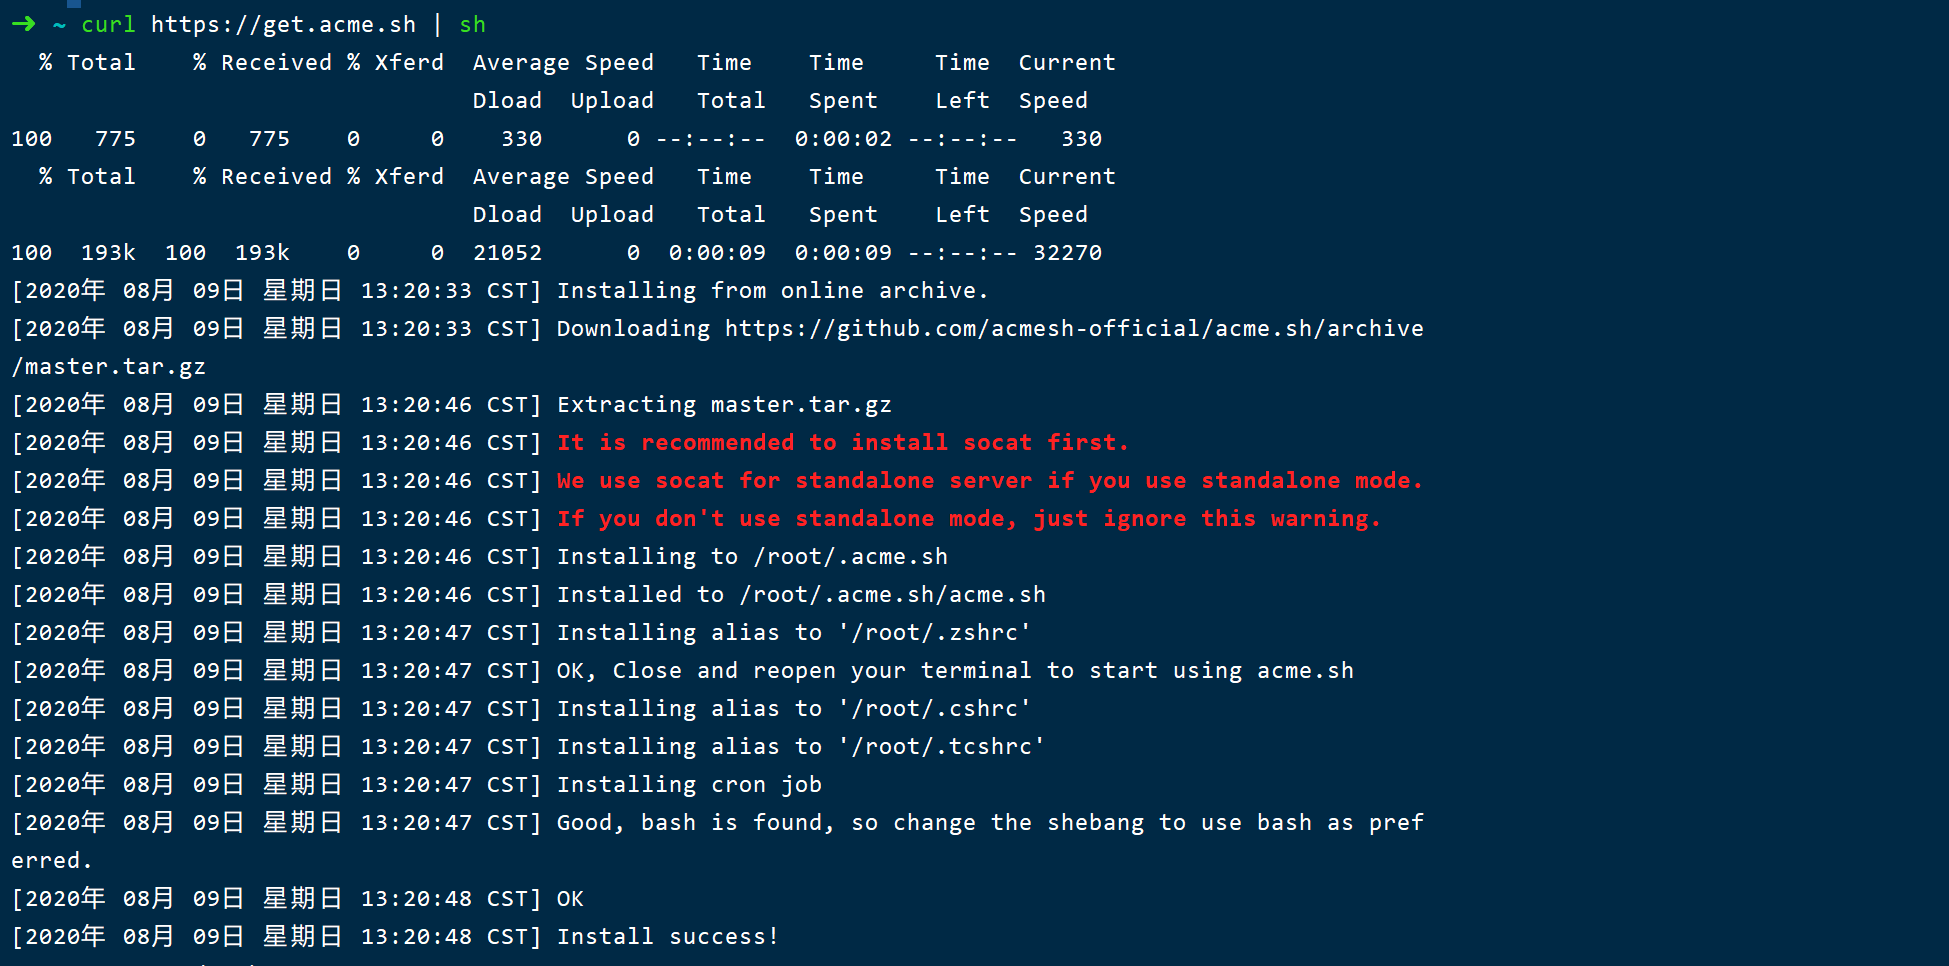 ➜ ~ curl https://get.acme.sh | sh
% Total % Received % Xferd Average Speed Time Time Time Current
Dload Upload Total Spent Left Speed
100 775 0 775 0 0 330 0 --:--:-- 0:00:02 --:--:-- 330
% Total % Received % Xferd Average Speed Time Time Time Current
Dload Upload Total Spent Left Speed
100 193k 100 193k 0 0 21052 0 0:00:09 0:00:09 --:--:-- 32270
[2020年 08月 09日 星期日 13:20:33 CST] Installing from online archive.
[2020年 08月 09日 星期日 13:20:33 CST] Downloading https://github.com/acmesh-official/acme.sh/archive
/master.tar.gz
[2020年 08月 09日 星期日 13:20:46 CST] Extracting master.tar.gz
[2020年 08月 09日 星期日 13:20:46 CST] It is recommended to install socat first.
[2020年 08月 09日 星期日 13:20:46 CST] We use socat for standalone server if you use standalone mode.
[2020年 08月 09日 星期日 13:20:46 CST] If you don't use standalone mode, just ignore this warning.
[2020年 08月 09日 星期日 13:20:46 CST] Installing to /root/.acme.sh
[2020年 08月 09日 星期日 13:20:46 CST] Installed to /root/.acme.sh/acme.sh
[2020年 08月 09日 星期日 13:20:47 CST] Installing alias to '/root/.zshrc'
[2020年 08月 09日 星期日 13:20:47 CST] OK, Close and reopen your terminal to start using acme.sh
[2020年 08月 09日 星期日 13:20:47 CST] Installing alias to '/root/.cshrc'
[2020年 08月 09日 星期日 13:20:47 CST] Installing alias to '/root/.tcshrc'
[2020年 08月 09日 星期日 13:20:47 CST] Installing cron job
[2020年 08月 09日 星期日 13:20:47 CST] Good, bash is found, so change the shebang to use bash as pref
erred.
[2020年 08月 09日 星期日 13:20:48 CST] OK
[2020年 08月 09日 星期日 13:20:48 CST] Install success!